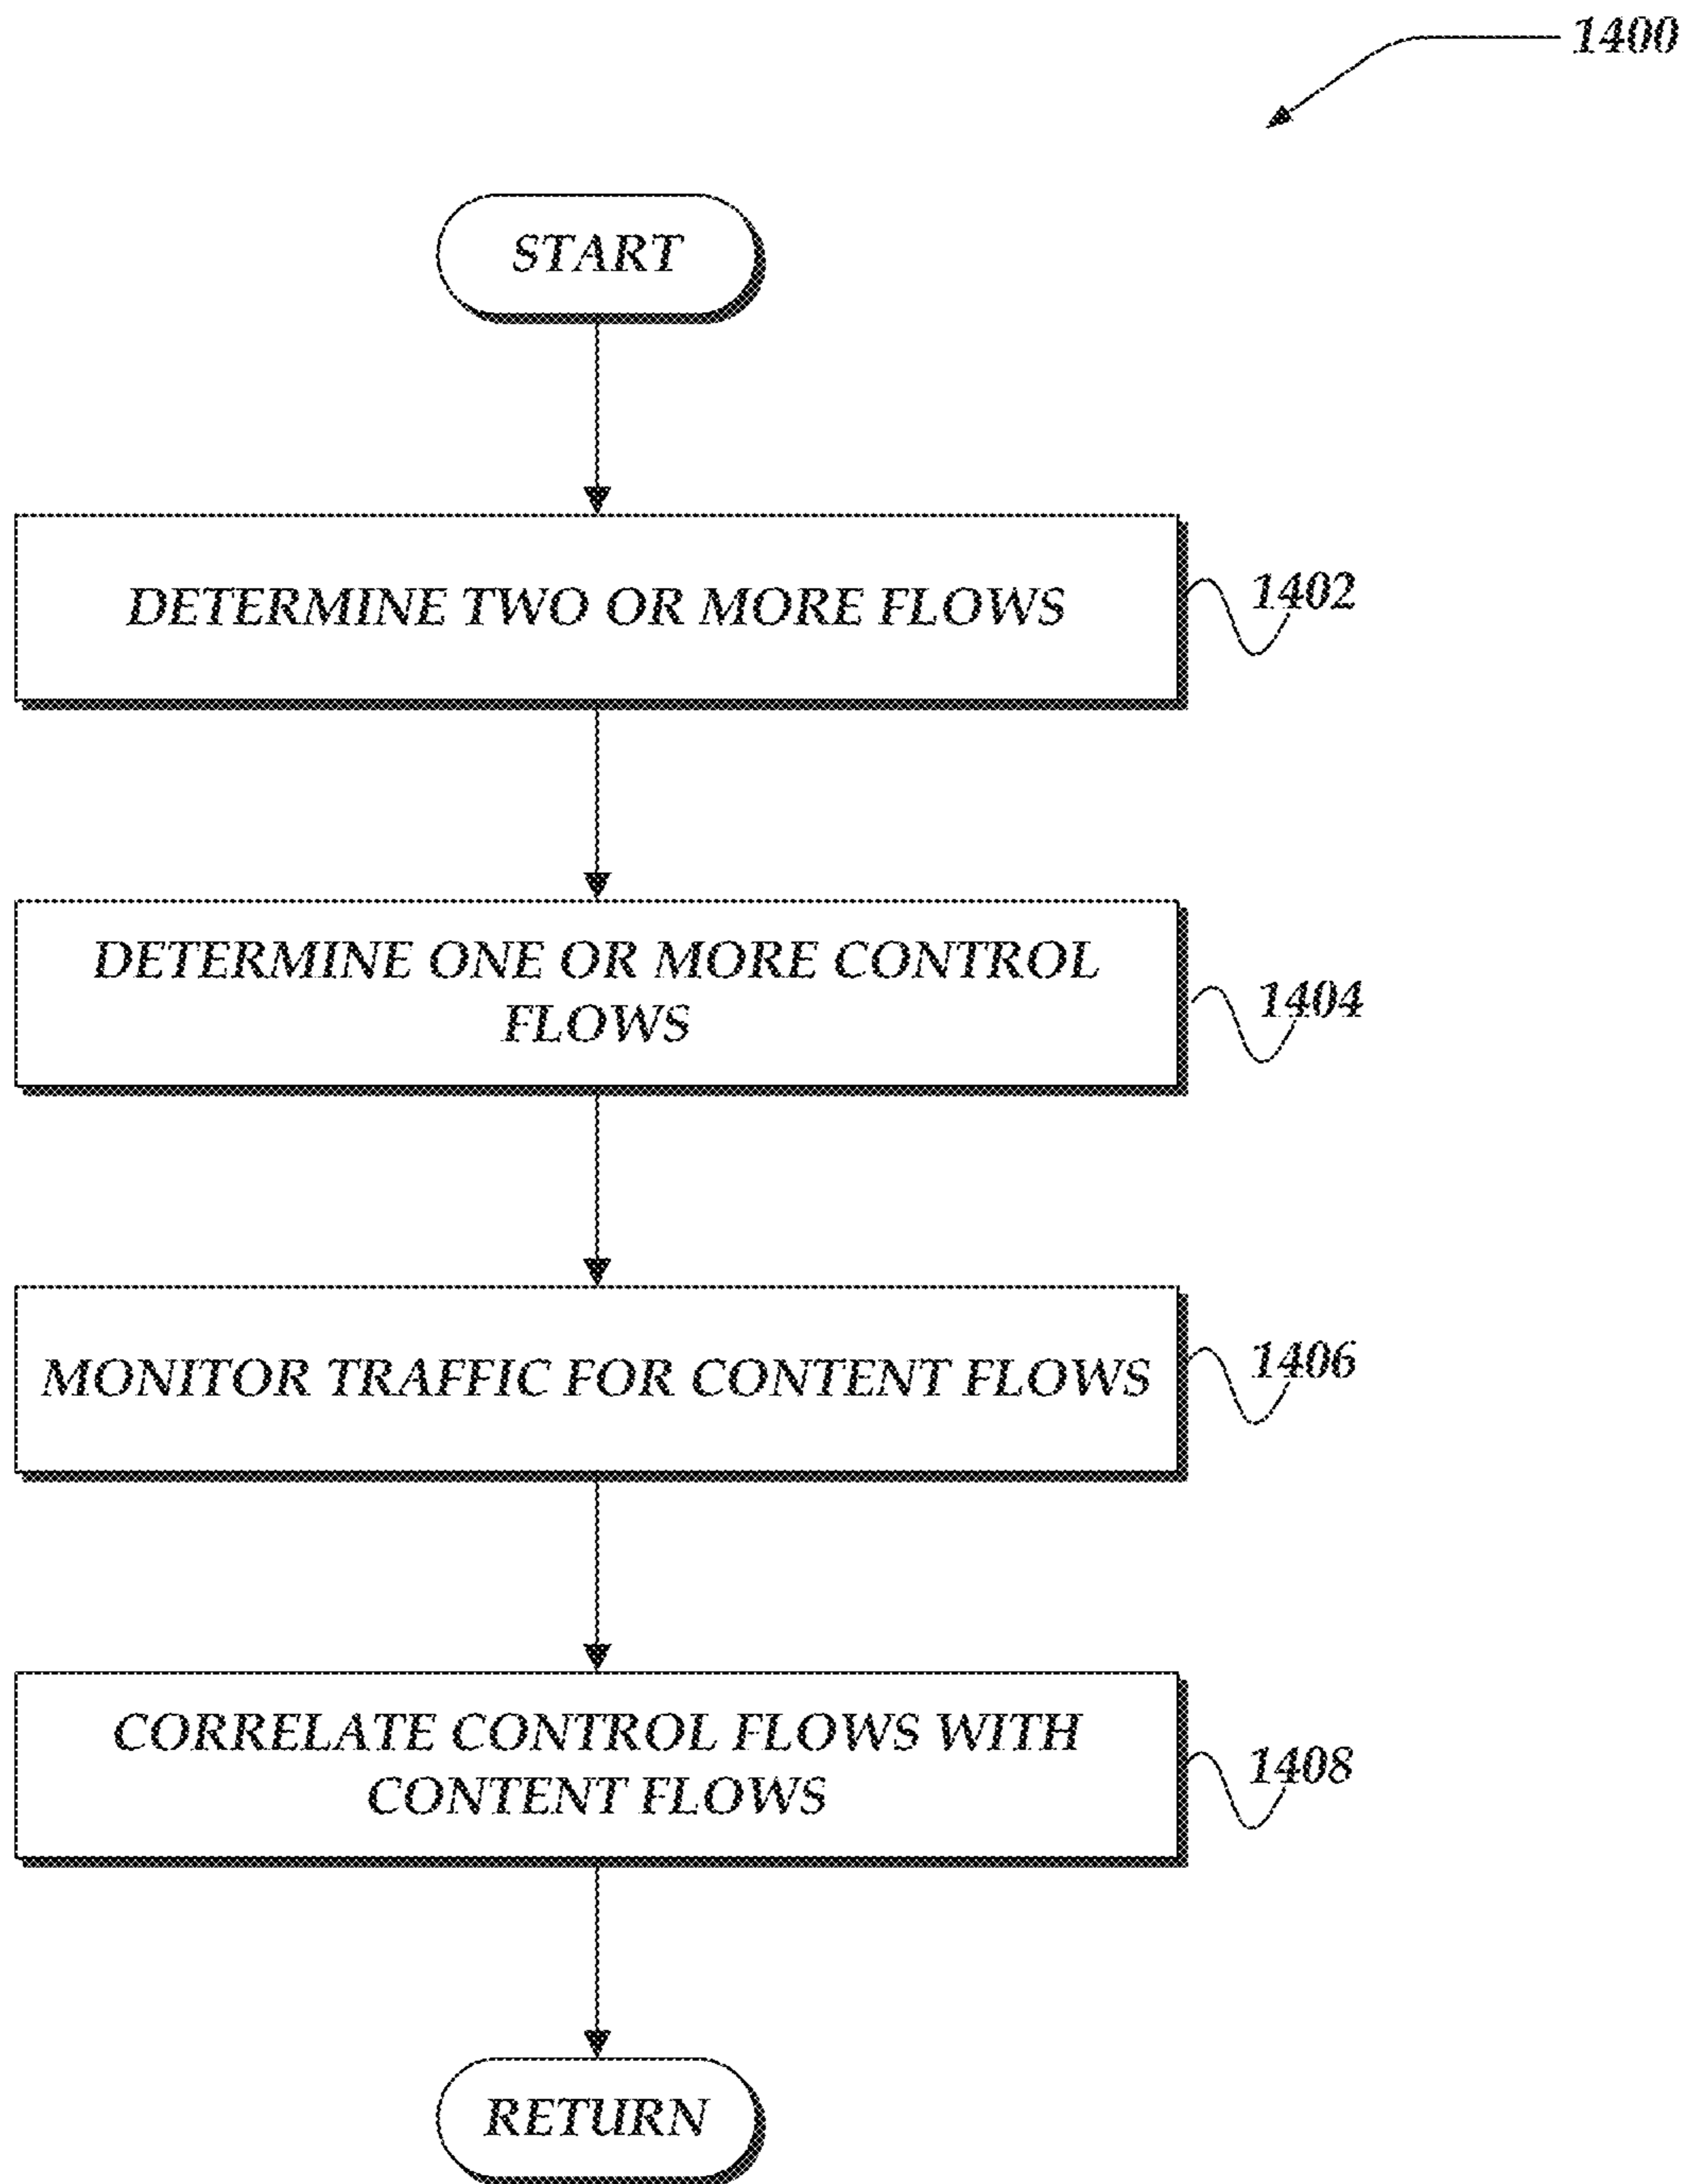 1400
START
DETERMINE TWO OR MORE FLOWS
1402
DETERMINE ONE OR MORE CONTROL
FLOWS
1404
MONITOR TRAFFIC FOR CONTENT FLOWS
1406
CORRELATE CONTROL FLOWS WITH
CONTENT FLOWS
1408
RETURN